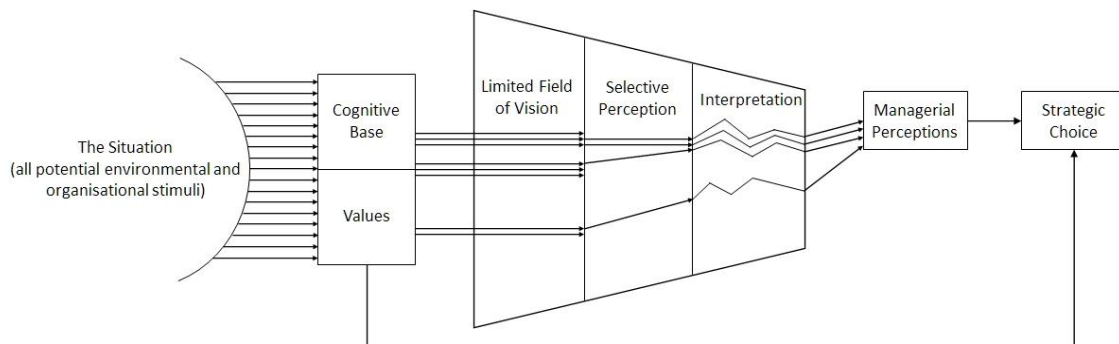 The Situation
(all potential environmental and
organisational stimuli)
Cognitive
Base
Values
Limited Field
of Vision
Selective
Perception
Interpretation
Managerial
Perceptions
Strategic
Choice